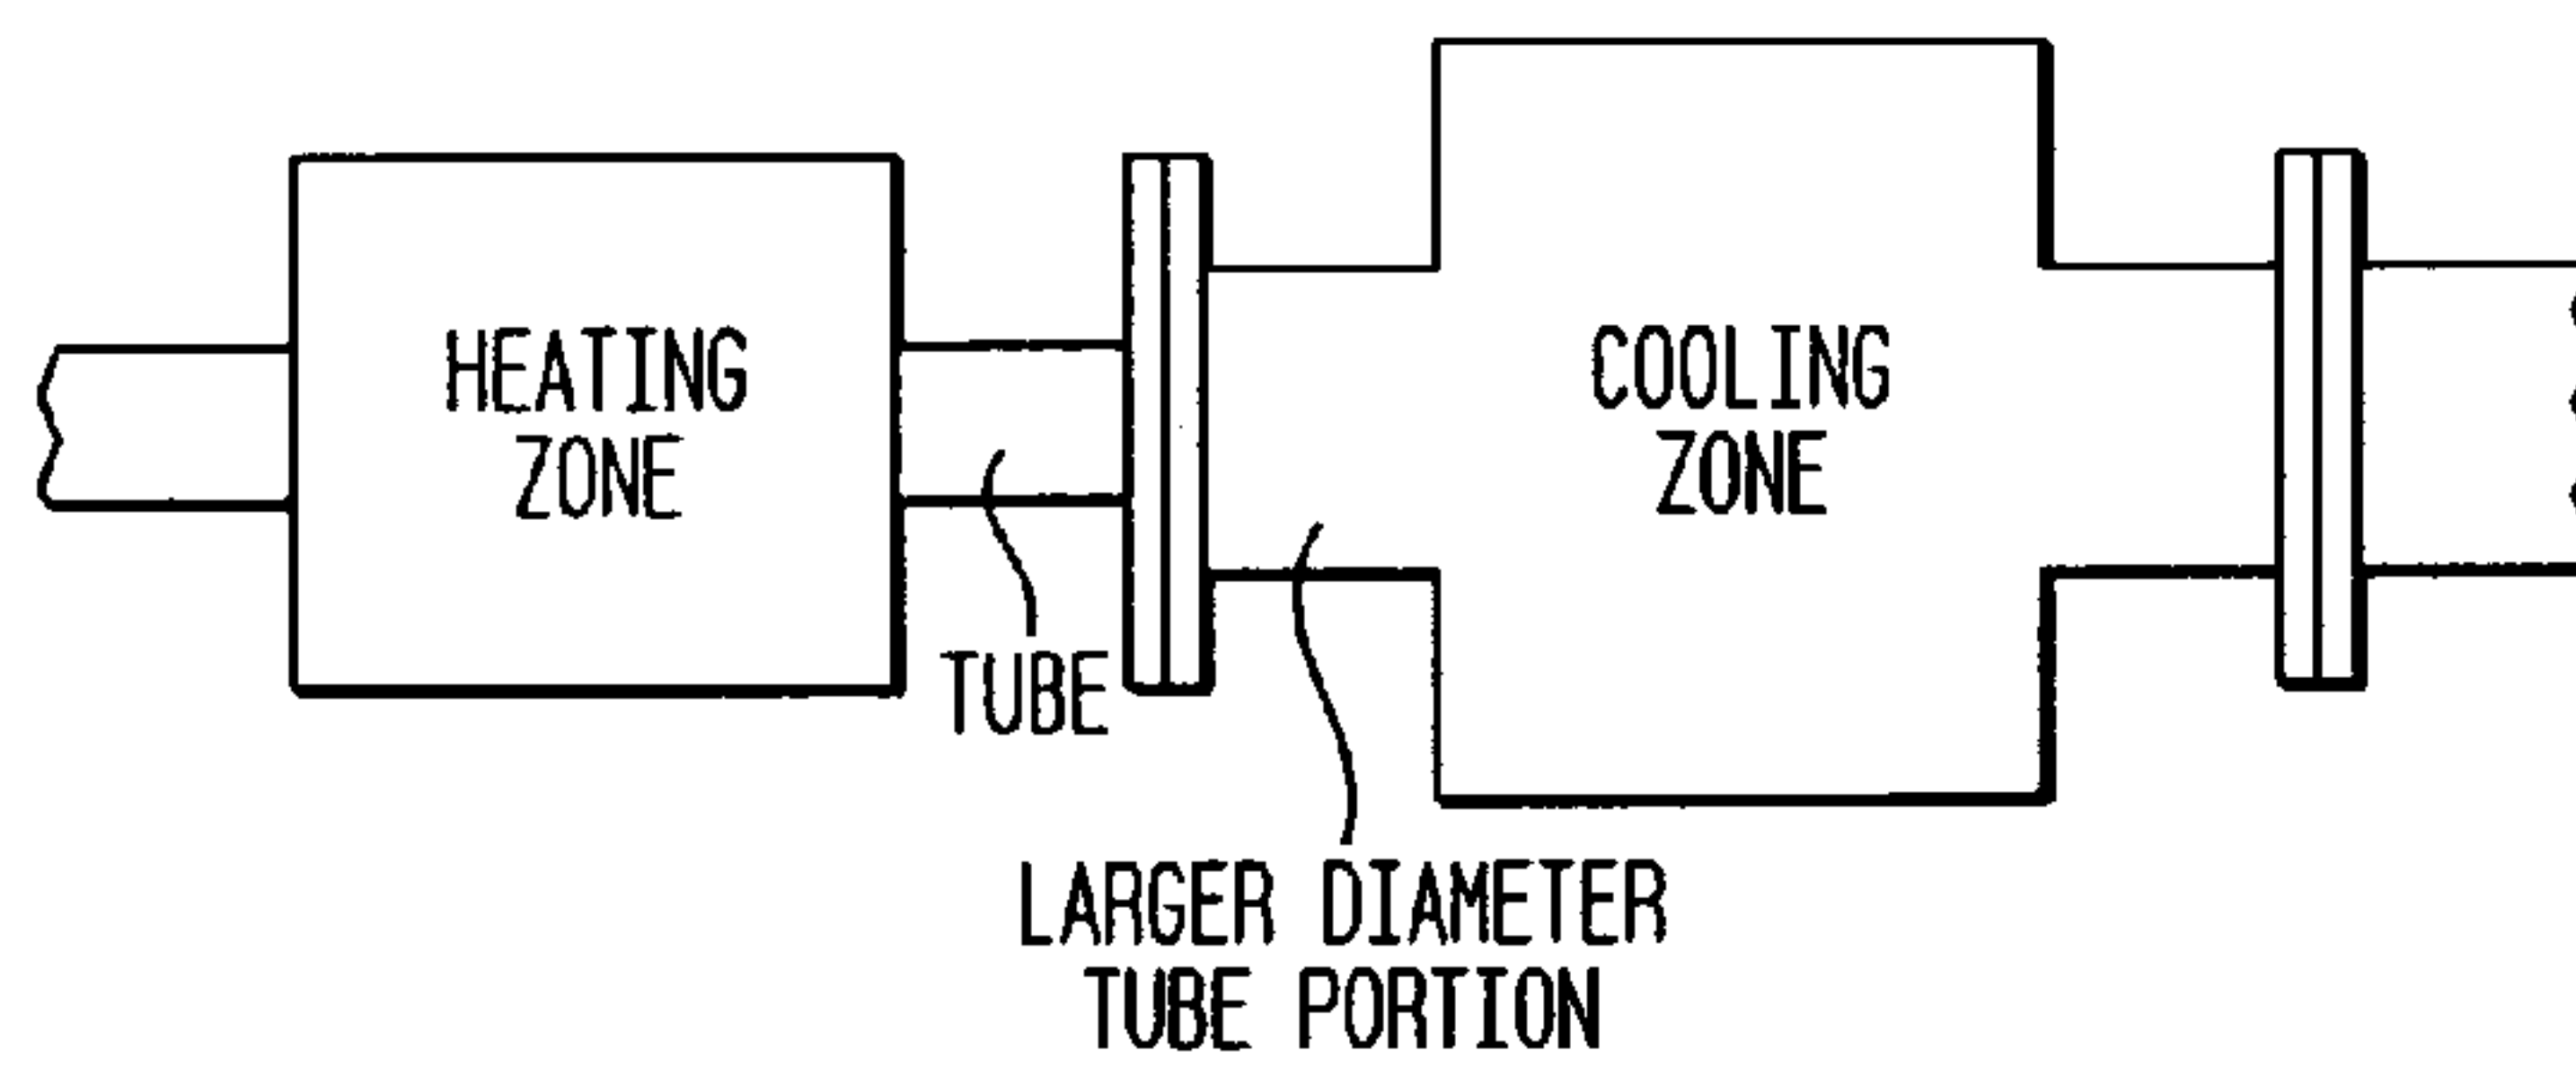 HEATING
ZONE
COOLING
ZONE
TUBE
LARGER DIAMETER
TUBE PORTION